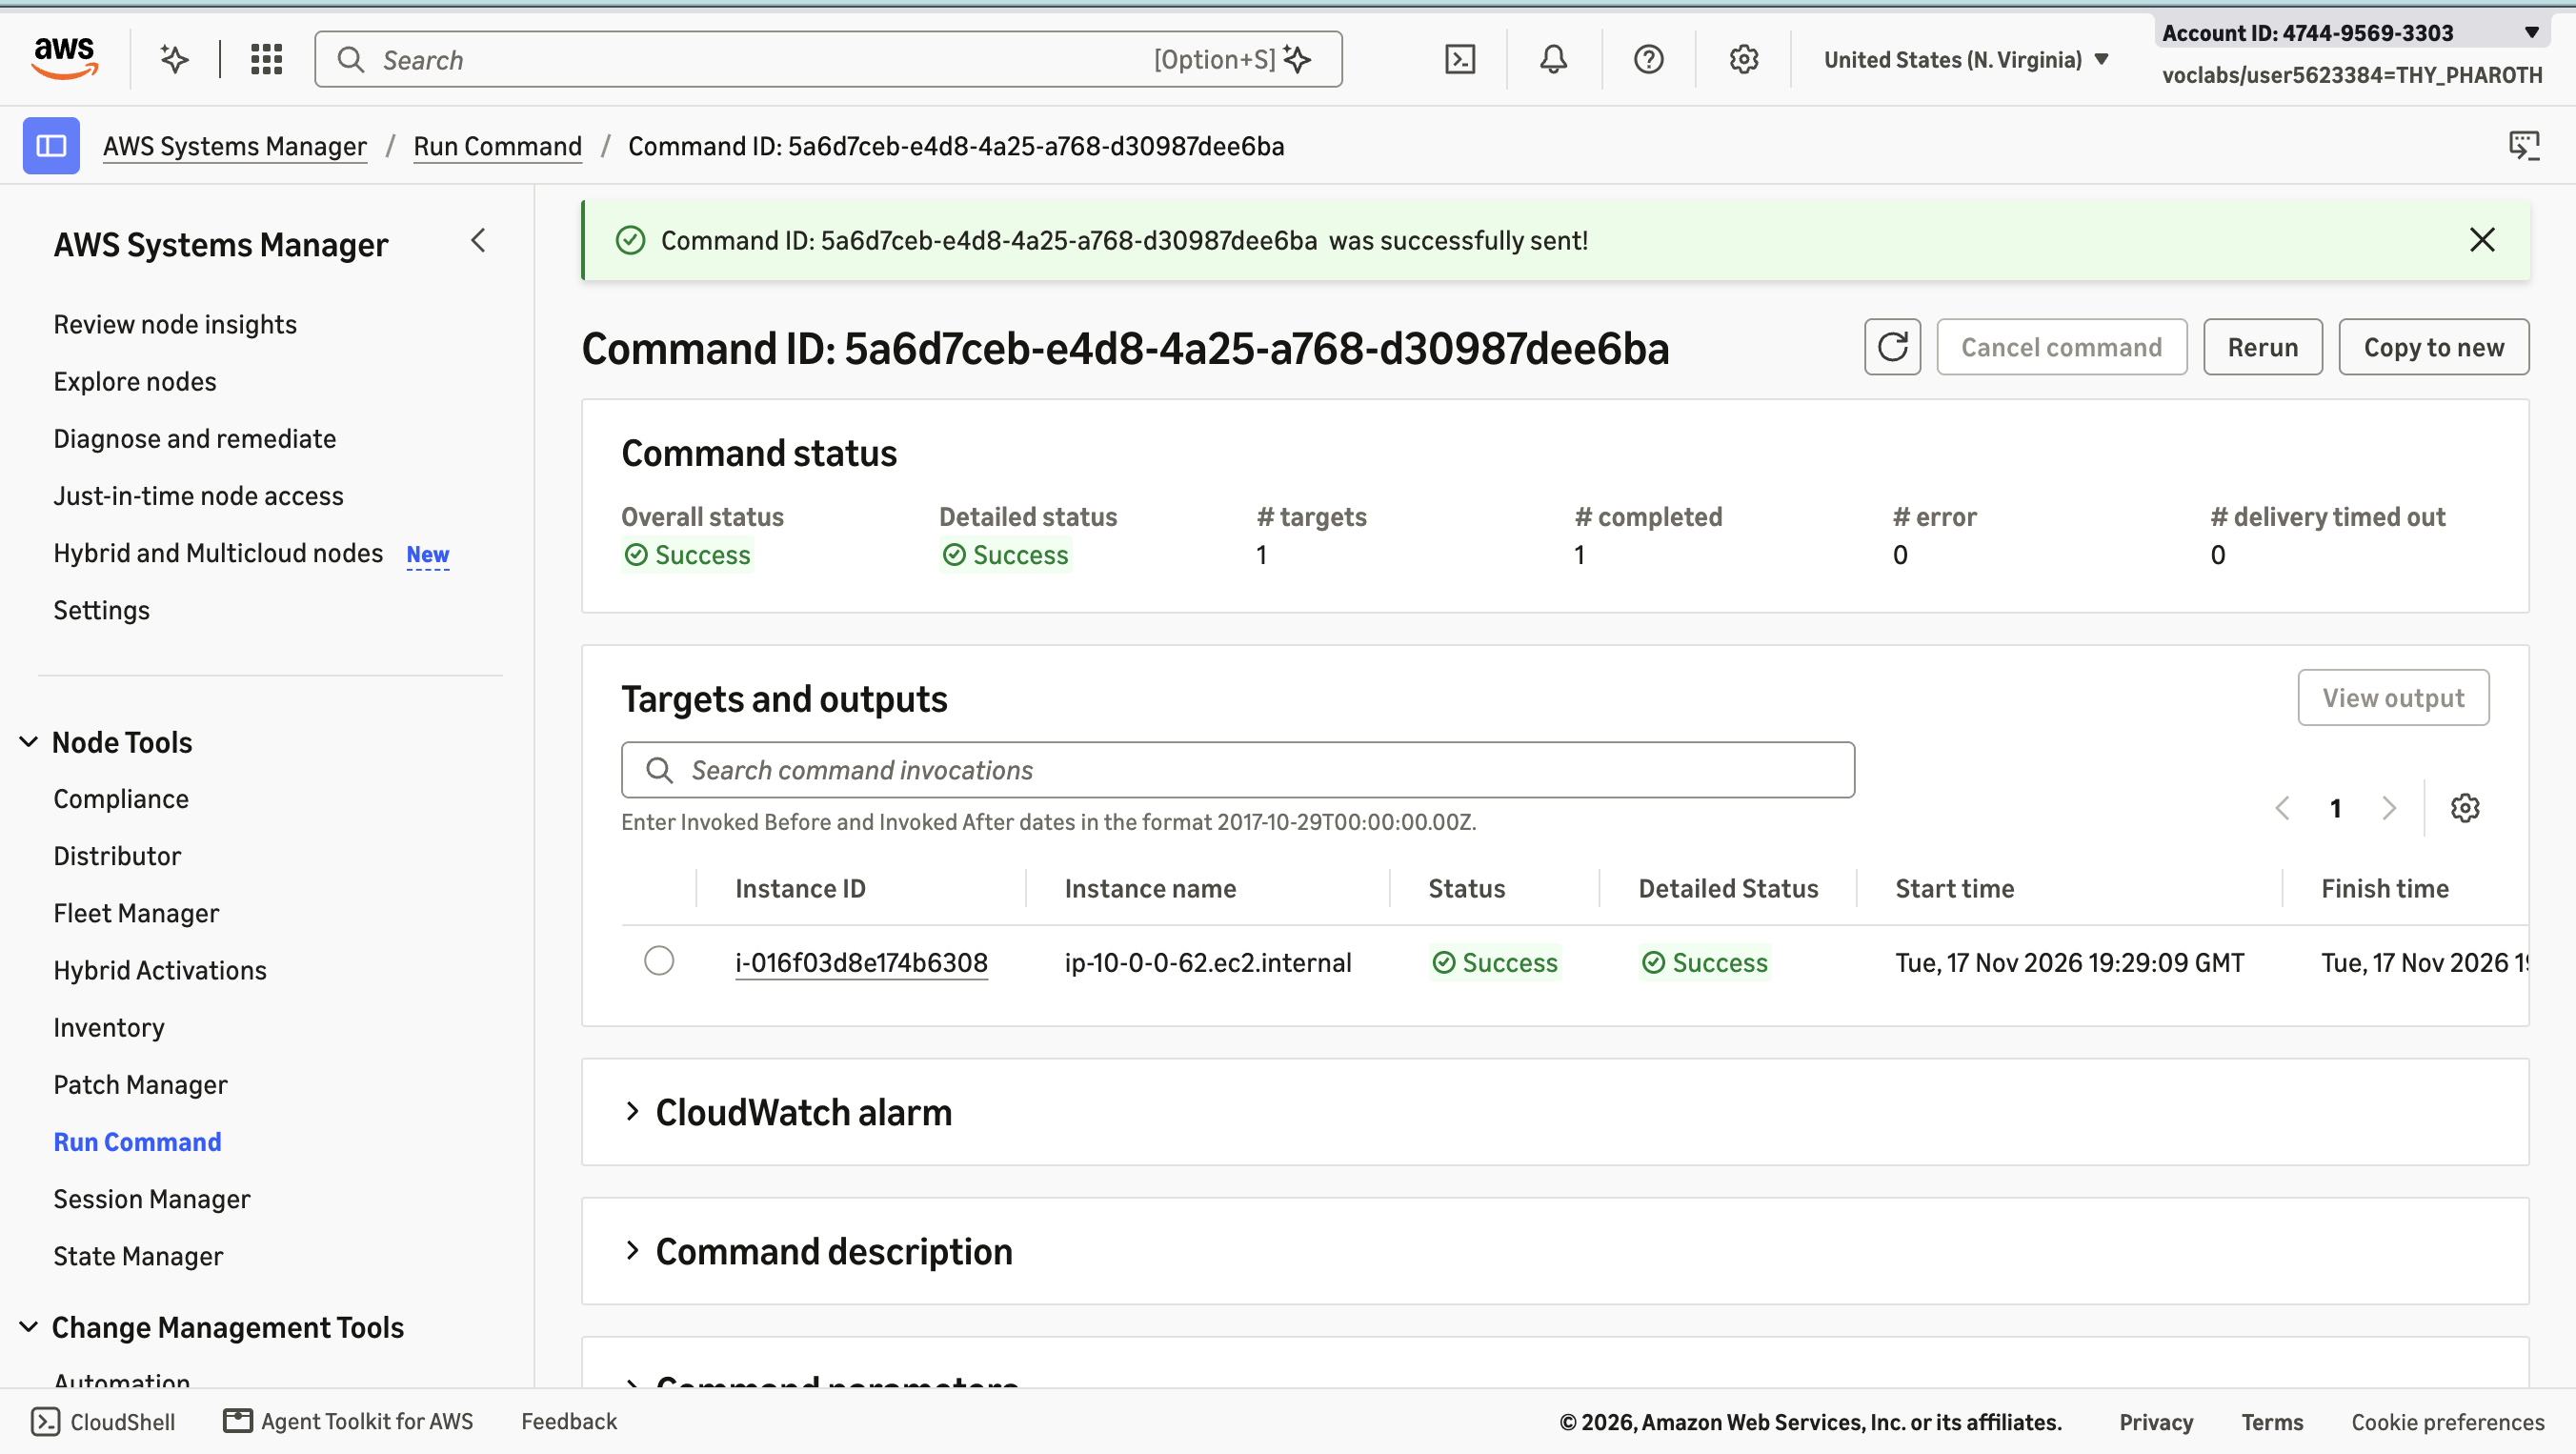 aws
Search [Option+S]
United States (N. Virginia)
Account ID: 4744-9569-3303
voclabs/user5623384=THY_PHAROTH
AWS Systems Manager / Run Command / Command ID: 5a6d7ceb-e4d8-4a25-a768-d30987dee6ba
AWS Systems Manager
Review node insights
Explore nodes
Diagnose and remediate
Just-in-time node access
Hybrid and Multicloud nodes New
Settings
Node Tools
Compliance
Distributor
Fleet Manager
Hybrid Activations
Inventory
Patch Manager
Run Command
Session Manager
State Manager
Change Management Tools
Automation
Command ID: 5a6d7ceb-e4d8-4a25-a768-d30987dee6ba was successfully sent!
Command ID: 5a6d7ceb-e4d8-4a25-a768-d30987dee6ba
Cancel command
Rerun
Copy to new
Command status
Overall status Detailed status # targets # completed # error # delivery timed out
Success Success 1 1 0 0
Targets and outputs
View output
Search command invocations
Enter Invoked Before and Invoked After dates in the format 2017-10-29T00:00:00.00Z.
1
Instance ID Instance name Status Detailed Status Start time Finish time
i-016f03d8e174b6308 ip-10-0-0-62.ec2.internal Success Success Tue, 17 Nov 2026 19:29:09 GMT Tue, 17 Nov 2026
CloudWatch alarm
Command description
Command parameters
CloudShell Agent Toolkit for AWS Feedback
© 2026, Amazon Web Services, Inc. or its affiliates. Privacy Terms Cookie preferences